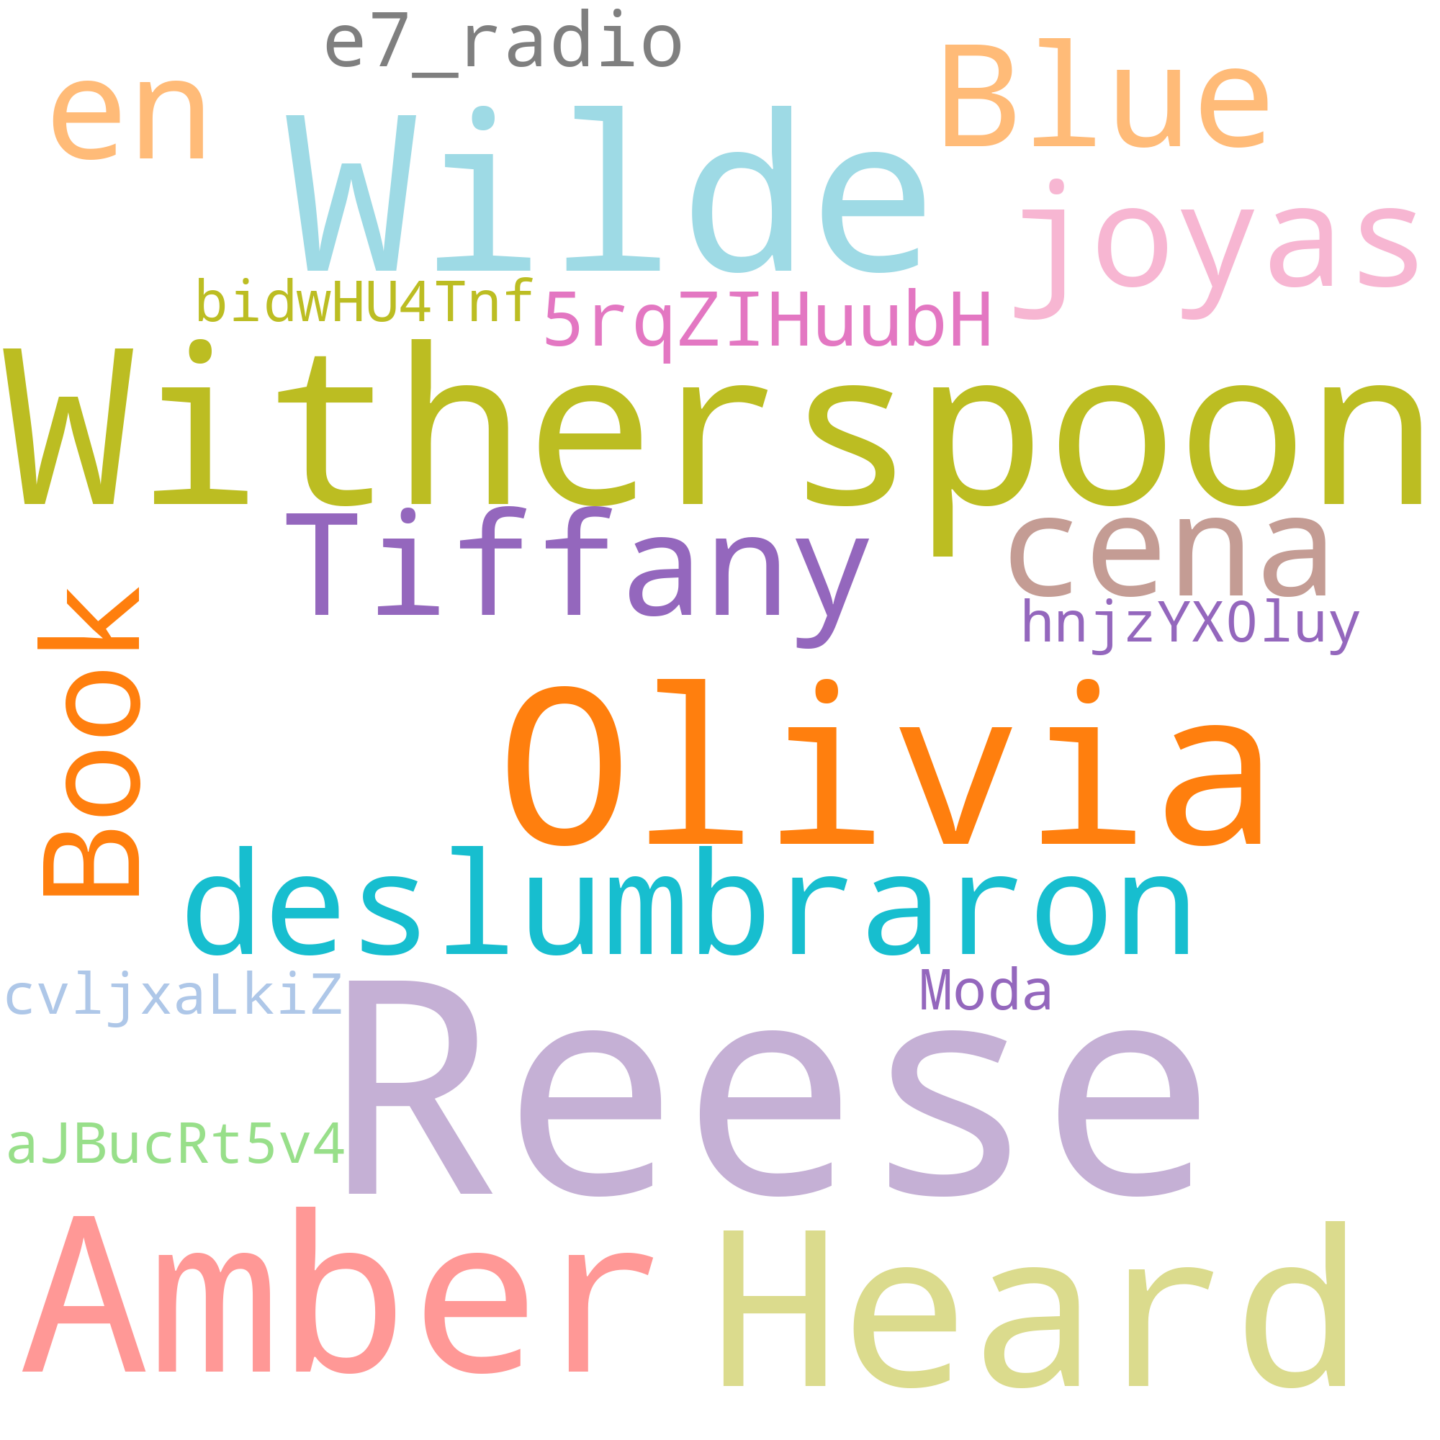 e7_radio
en
Blue
Wilde
joyas
bidwHU4Tnf
5rqZIHuubH
Witherspoon
Tiffany
cena
hnjzYXOluy
Book
Olivia
deslumbraron
cvljxaLkiZ
Moda
Reese
aJBucRt5v4
Amber
Heard